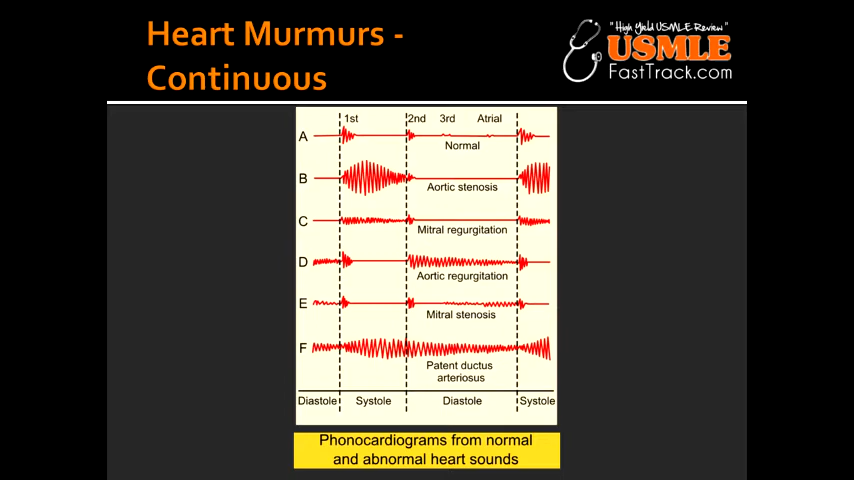 Heart Murmurs -
Continuous
"High Yield USMLE Review"
USMLE
FastTrack.com
1st 2nd 3rd Atrial
A
Normal
B
Aortic stenosis
C
Mitral regurgitation
D
Aortic regurgitation
E
Mitral stenosis
F
Patent ductus
arteriosus
Diastole Systole Diastole Systole
Phonocardiograms from normal
and abnormal heart sounds